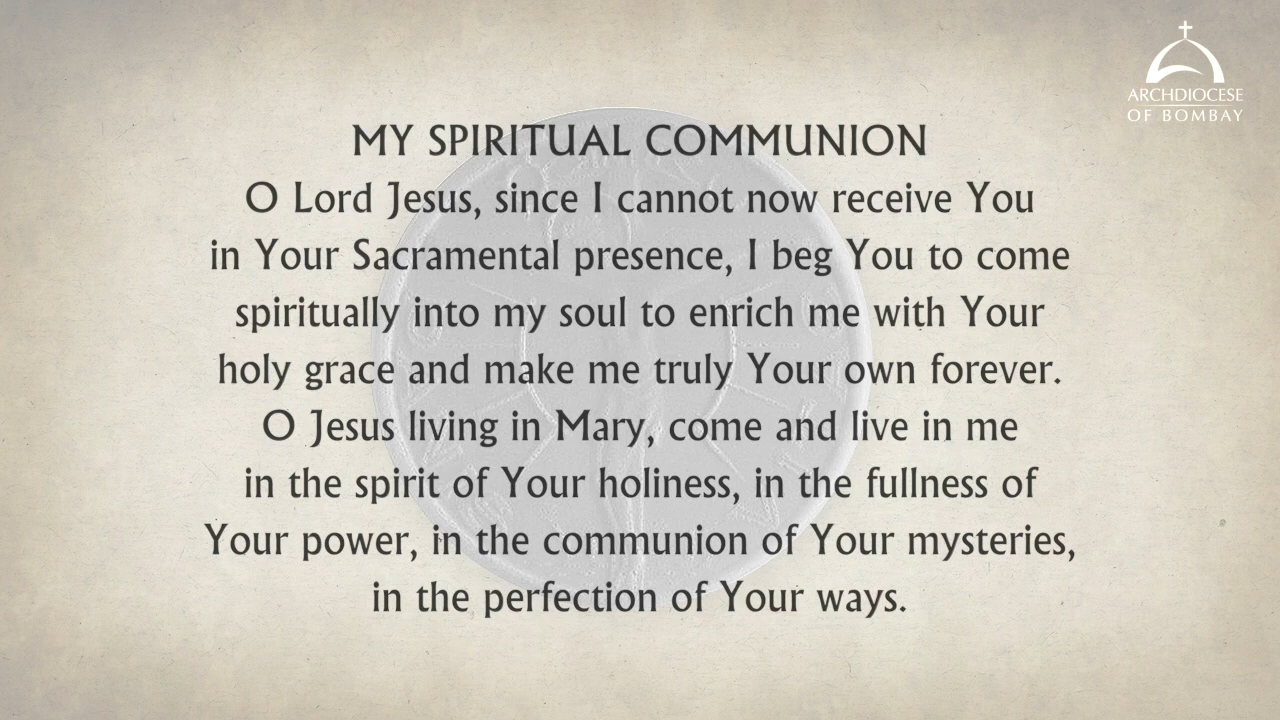 ARCHDIOCESE
OF BOMBAY
MY SPIRITUAL COMMUNION
O Lord Jesus, since I cannot now receive You
in Your Sacramental presence, I beg You to come
spiritually into my soul to enrich me with Your
holy grace and make me truly Your own forever.
O Jesus living in Mary, come and live in me
in the spirit of Your holiness, in the fullness of
Your power, in the communion of Your mysteries,
in the perfection of Your ways.